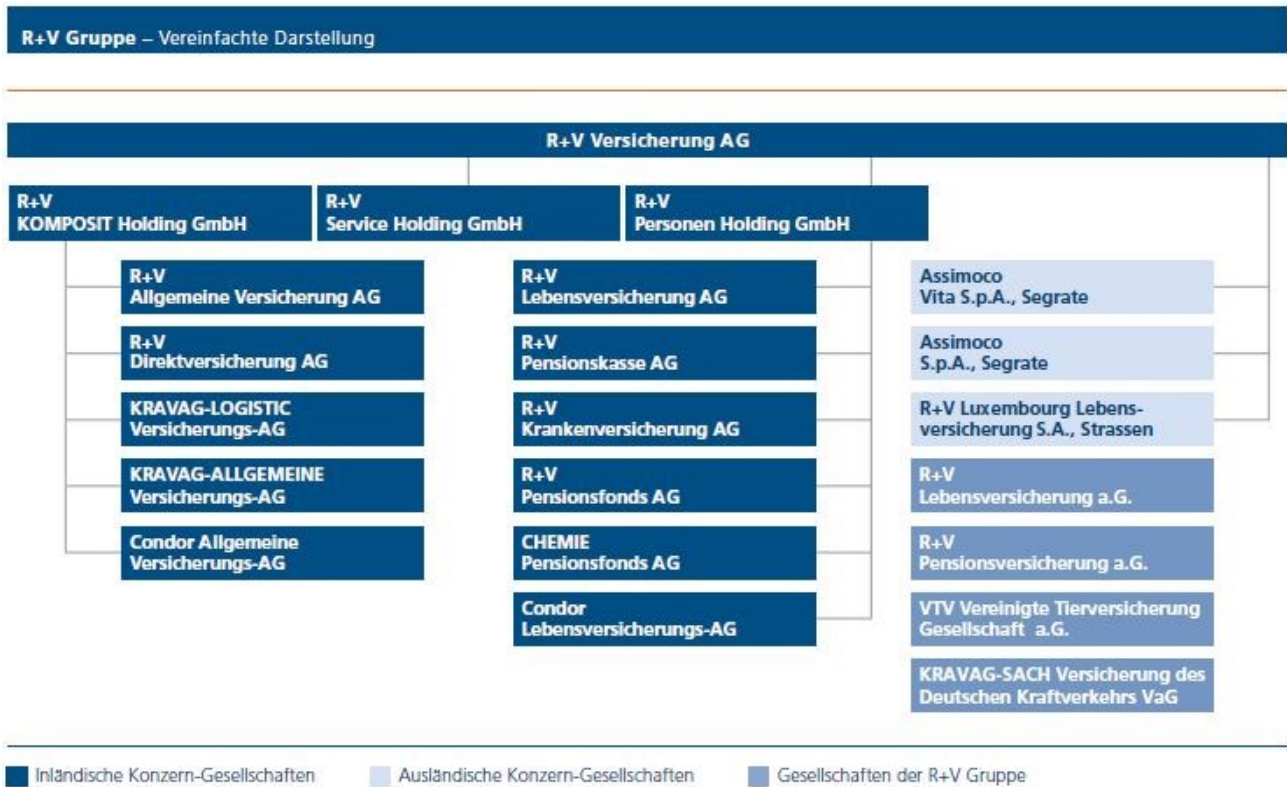 R+V Gruppe – Vereinfachte Darstellung
R+V Versicherung AG
R+V
KOMPOSIT Holding GmbH
R+V
Service Holding GmbH
R+V
Personen Holding GmbH
R+V
Allgemeine Versicherung AG
R+V
Direktversicherung AG
KRAVAG-LOGISTIC
Versicherungs-AG
KRAVAG-ALLGEMEINE
Versicherungs-AG
Condor Allgemeine
Versicherungs-AG
R+V
Lebensversicherung AG
R+V
Pensionskasse AG
R+V
Krankenversicherung AG
R+V
Pensionsfonds AG
CHEMIE
Pensionsfonds AG
Condor
Lebensversicherungs-AG
Assimoco
Vita S.p.A., Segrate
Assimoco
S.p.A., Segrate
R+V Luxembourg Lebens-
versicherung S.A., Strassen
R+V
Lebensversicherung a.G.
R+V
Pensionsversicherung a.G.
VTV Vereinigte Tierversicherung
Gesellschaft a.G.
KRAVAG-SACH Versicherung des
Deutschen Kraftverkehrs VaG
Inländische Konzern-Gesellschaften
Ausländische Konzern-Gesellschaften
Gesellschaften der R+V Gruppe